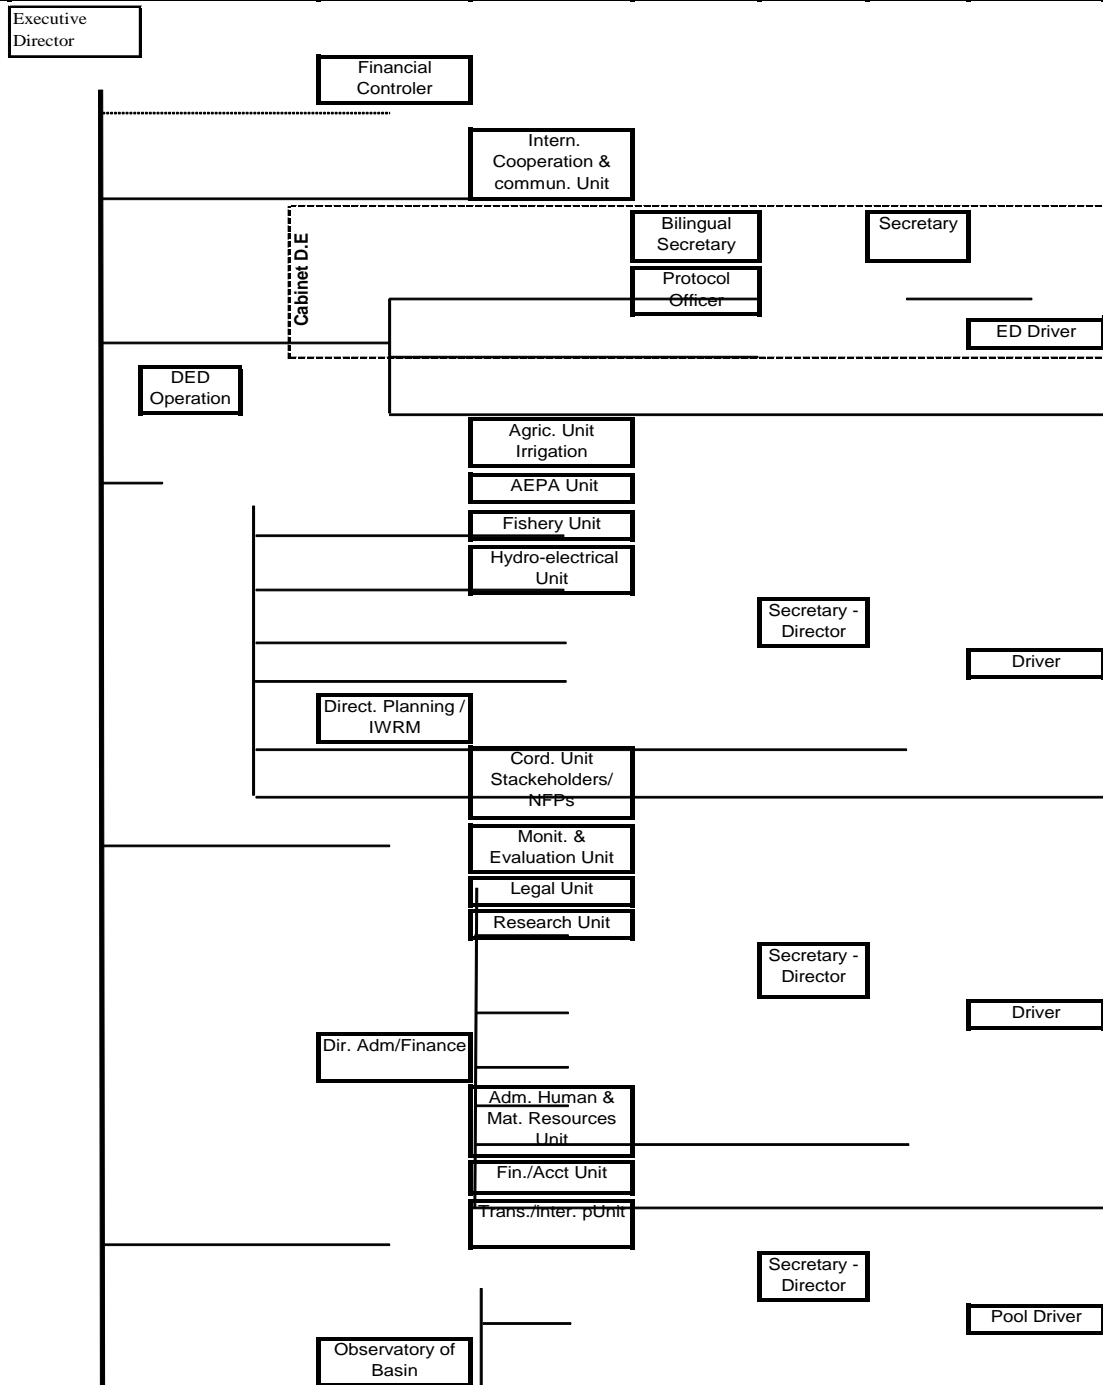 Executive
Director
Financial
Controler
Intern.
Cooperation &
commun. Unit
Cabinet D.E
Bilingual
Secretary
Secretary
Protocol
Officer
ED Driver
DED
Operation
Agric. Unit
Irrigation
AEPA Unit
Fishery Unit
Hydro-electrical
Unit
Secretary -
Director
Driver
Direct. Planning /
IWRM
Cord. Unit
Stackeholders/
NFPs
Monit. &
Evaluation Unit
Legal Unit
Research Unit
Secretary -
Director
Driver
Dir. Adm/Finance
Adm. Human &
Mat. Resources
Unit
Fin./Acct Unit
Trans./inter. pUnit
Secretary -
Director
Pool Driver
Observatory of
Basin